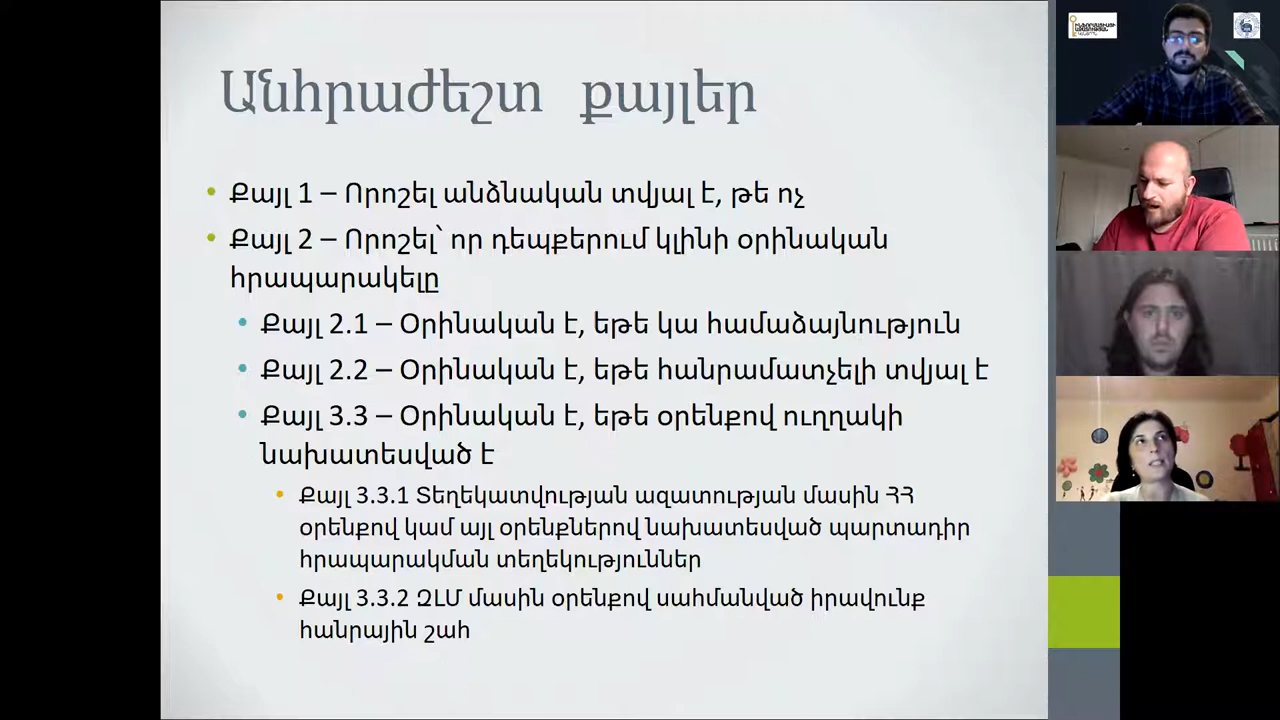 Անհրաժեշտ քայլեր
Քայլ 1 – Որոշել անձնական տվյալ է, թե ոչ
Քայլ 2 – Որոշել՝ որ դեպքերում կլինի օրինական
հրապարակելը
Քայլ 2.1 – Օրինական է, եթե կա համաձայնություն
Քայլ 2.2 – Օրինական է, եթե հանրամատչելի տվյալ է
Քայլ 3.3 – Օրինական է, եթե օրենքով ուղղակի
նախատեսված է
Քայլ 3.3.1 Տեղեկատվության ազատության մասին ՀՀ
օրենքով կամ այլ օրենքներով նախատեսված պարտադիր
հրապարակման տեղեկություններ
Քայլ 3.3.2 ԶԼՄ մասին օրենքով սահմանված իրավունք
հանրային շահ